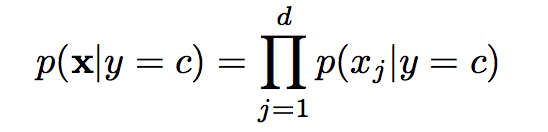 p(𝐱|y = c) = ∏_{j=1}^{d} p(x_j|y = c)